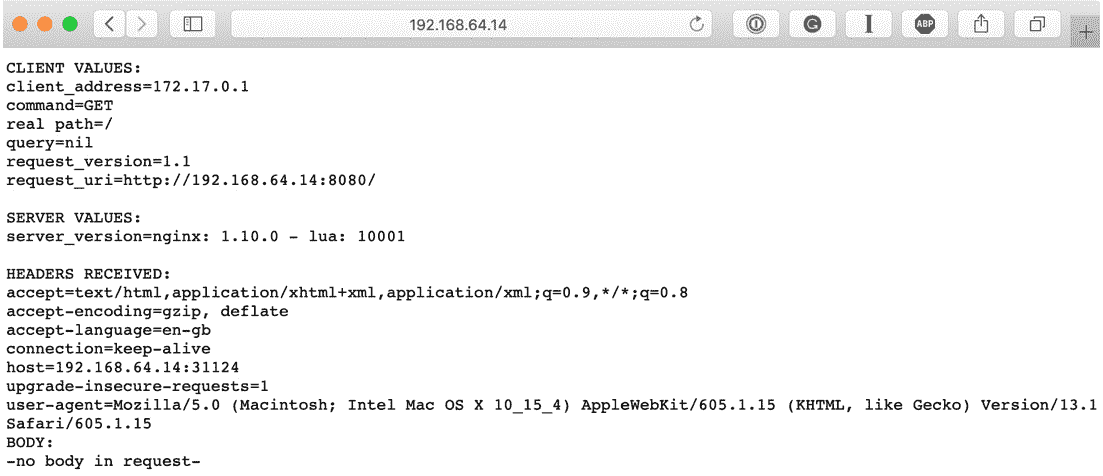 192.168.64.14
ABP
CLIENT VALUES:
client_address=172.17.0.1
command=GET
real path=/
query=nil
request_version=1.1
request_uri=http://192.168.64.14:8080/
SERVER VALUES:
server_version=nginx: 1.10.0 – lua: 10001
HEADERS RECEIVED:
accept=text/html,application/xhtml+xml,application/xml;q=0.9,*/*;q=0.8
accept-encoding=gzip, deflate
accept-language=en-gb
connection=keep-alive
host=192.168.64.14:31124
upgrade-insecure-requests=1
user-agent=Mozilla/5.0 (Macintosh; Intel Mac OS X 10_15_4) AppleWebKit/605.1.15 (KHTML, like Gecko) Version/13.1
Safari/605.1.15
BODY:
-no body in request-